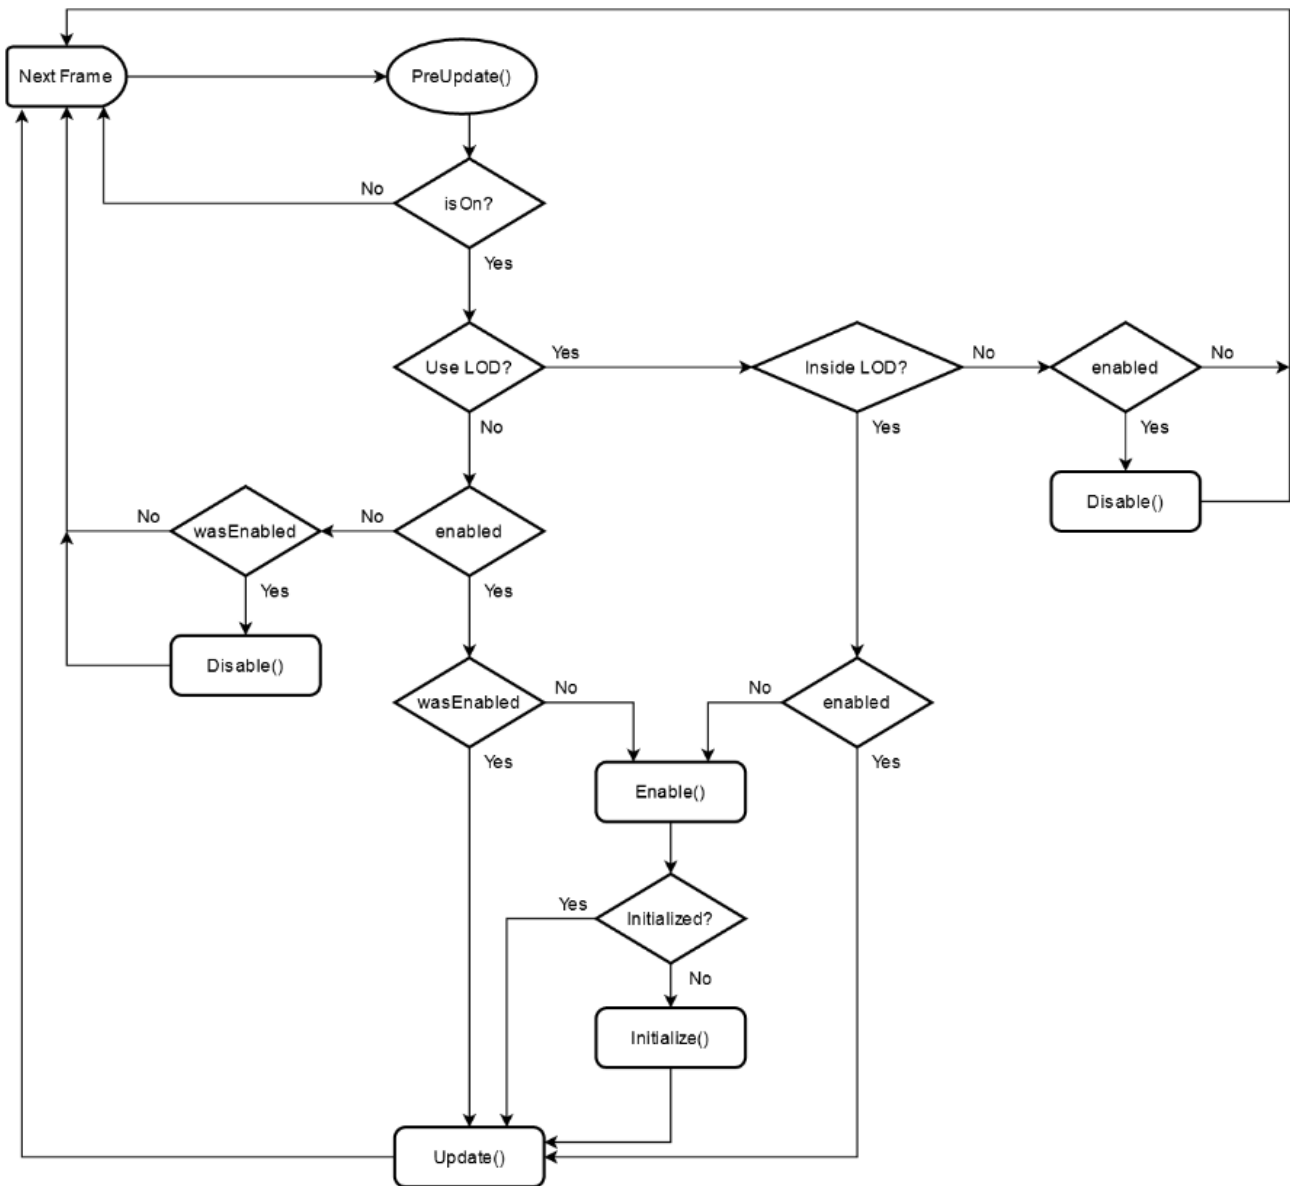 Next Frame
PreUpdate()
No
isOn?
Yes
Use LOD?
Yes
Inside LOD?
No
enabled
No
No
Yes
Yes
Disable()
No
wasEnabled
No
enabled
Yes
Yes
Disable()
wasEnabled
No
No
enabled
Yes
Yes
Enable()
Yes
Initialized?
No
Initialize()
Update()